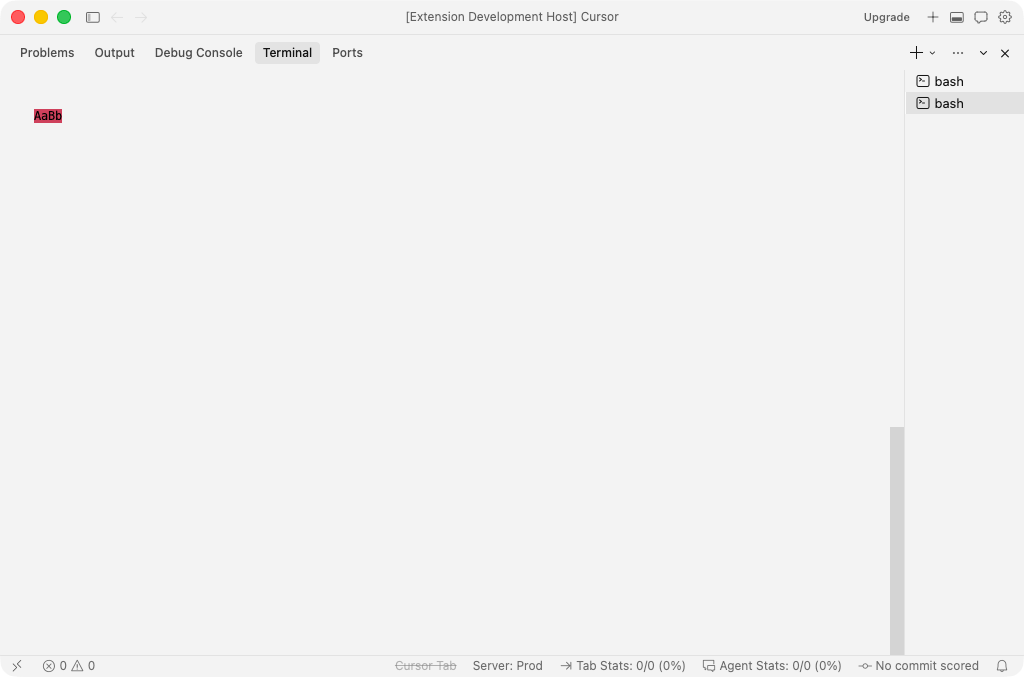 [Extension Development Host] Cursor
Upgrade
Problems Output Debug Console Terminal Ports
bash
AaBb
bash
0 0 Cursor Tab Server: Prod Tab Stats: 0/0 (0%) Agent Stats: 0/0 (0%) No commit scored